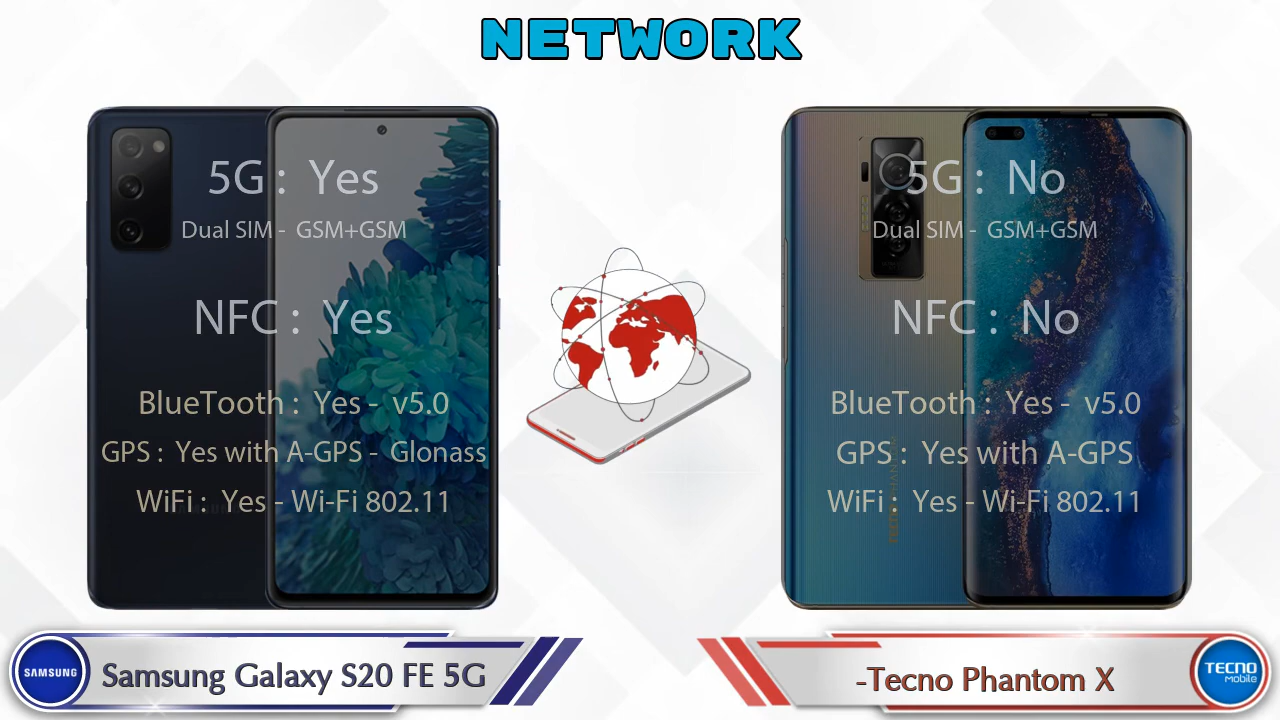 NETWORK
5G : Yes
Dual SIM - GSM+GSM
NFC : Yes
BlueTooth : Yes - v5.0
GPS : Yes with A-GPS - Glonass
WiFi : Yes - Wi-Fi 802.11
5G : No
Dual SIM - GSM+GSM
NFC : No
BlueTooth : Yes - v5.0
GPS : Yes with A-GPS
WiFi : Yes - Wi-Fi 802.11
SAMSUNG
Samsung Galaxy S20 FE 5G
-Tecno Phantom X
TECNO
Mobile